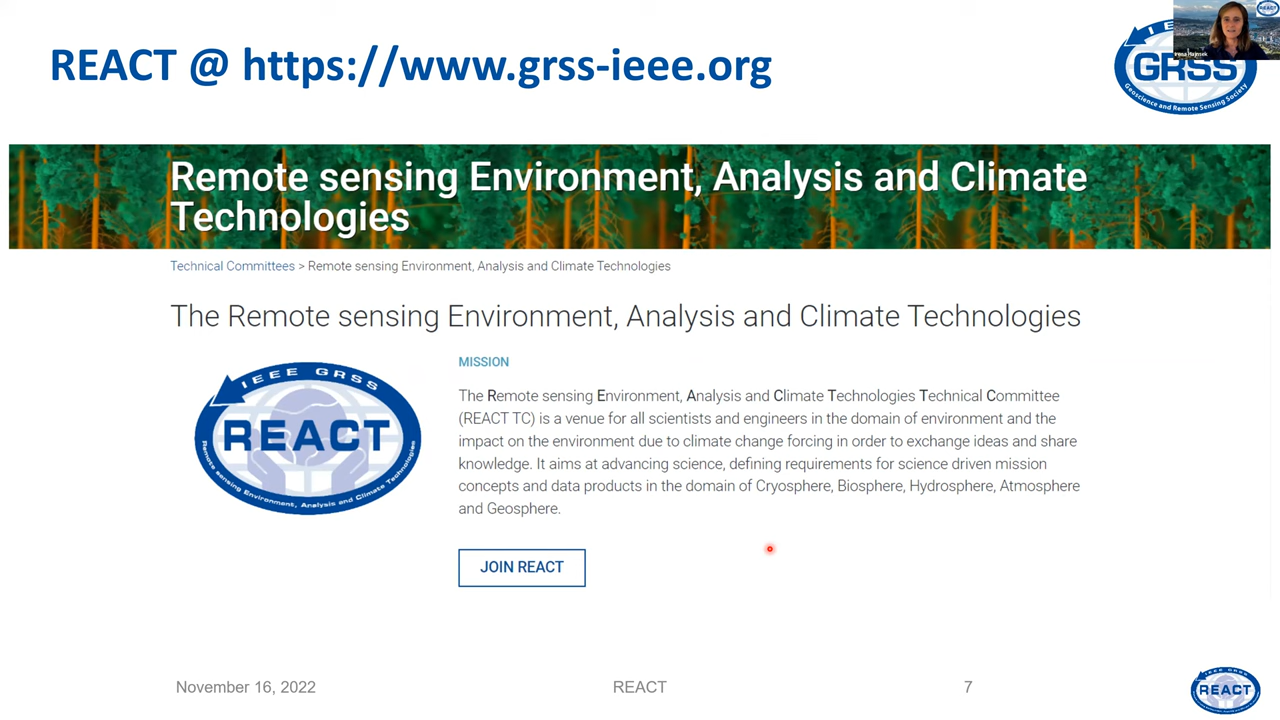 REACT @ https://www.grss-ieee.org
GRSS
Geoscience and Remote Sensing Society
REACT
Remote sensing Environment, Analysis and Climate
Technologies
Technical Committees > Remote sensing Environment, Analysis and Climate Technologies
The Remote sensing Environment, Analysis and Climate Technologies
IEEE GRSS
REACT
Remote sensing Environment, Analysis and Climate Technologies
MISSION
The Remote sensing Environment, Analysis and Climate Technologies Technical Committee
(REACT TC) is a venue for all scientists and engineers in the domain of environment and the
impact on the environment due to climate change forcing in order to exchange ideas and share
knowledge. It aims at advancing science, defining requirements for science driven mission
concepts and data products in the domain of Cryosphere, Biosphere, Hydrosphere, Atmosphere
and Geosphere.
JOIN REACT
November 16, 2022
REACT
7
IEEE GRSS
REACT